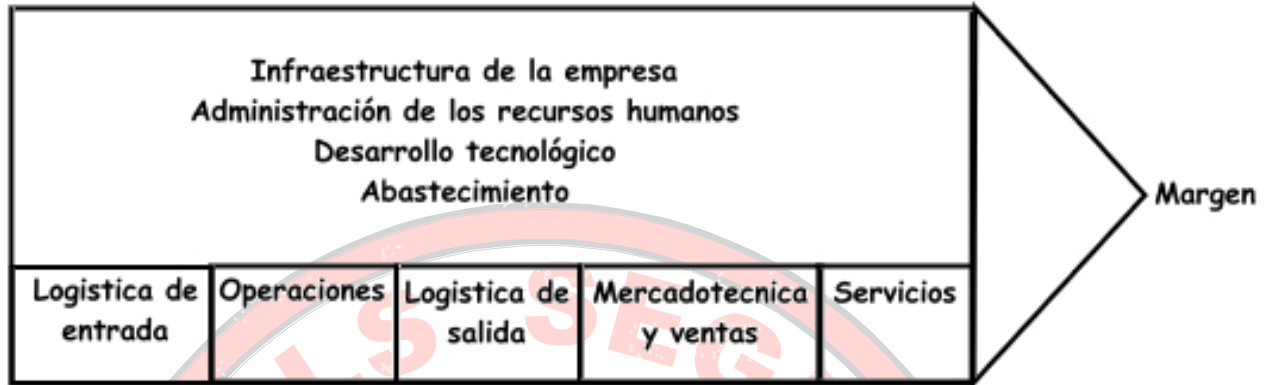 Infraestructura de la empresa
Administración de los recursos humanos
Desarrollo tecnológico
Abastecimiento
Margen
Logistica de entrada
Operaciones
Logistica de salida
Mercadotecnica y ventas
Servicios